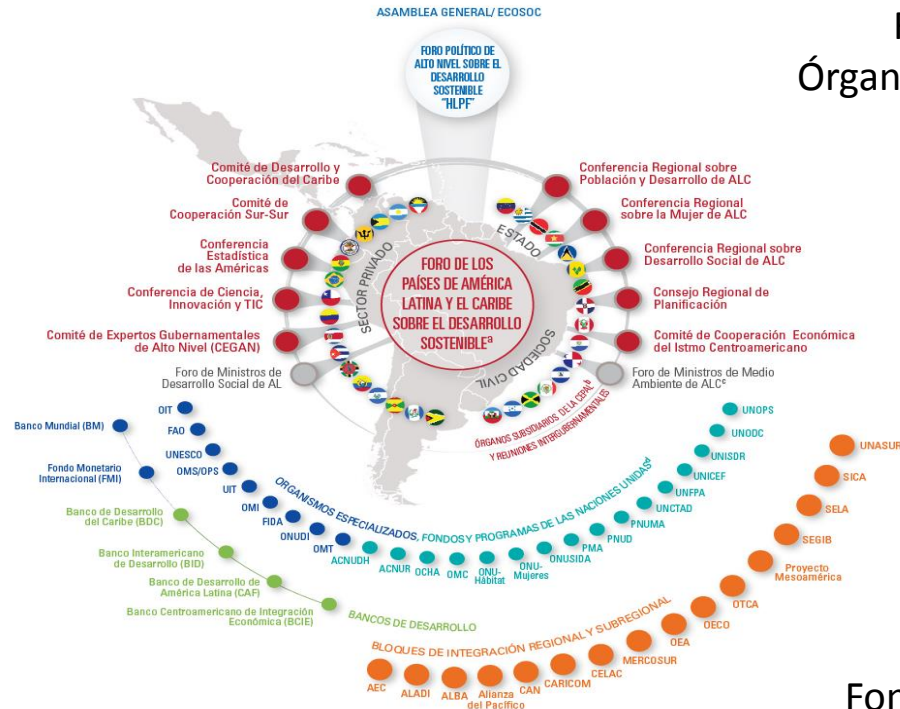 ASAMBLEA GENERAL/ ECOSOC
FORO POLÍTICO DE
ALTO NIVEL SOBRE EL
DESARROLLO
SOSTENIBLE
"HLPF"
Órgan
Comité de Desarrollo y
Cooperación del Caribe
Comité de
Cooperación Sur-Sur
Conferencia
Estadística
de las Américas
Conferencia de Ciencia,
Innovación y TIC
Comité de Expertos Gubernamentales
de Alto Nivel (CEGAN)
Foro de Ministros de
Desarrollo Social de AL
SECTOR PRIVADO
ESTADO
SOCIEDAD CIVIL
FORO DE LOS
PAÍSES DE AMÉRICA
LATINA Y EL CARIBE
SOBRE EL DESARROLLO
SOSTENIBLEª
Conferencia Regional sobre
Población y Desarrollo de ALC
Conferencia Regional
sobre la Mujer de ALC
Conferencia Regional sobre
Desarrollo Social de ALC
Consejo Regional de
Planificación
Comité de Cooperación Económica
del Istmo Centroamericano
Foro de Ministros de Medio
Ambiente de ALCᶜ
ÓRGANOS SUBSIDIARIOS DE LA CEPALᵇ
Y REUNIONES INTERGUBERNAMENTALES
Banco Mundial (BM)
Fondo Monetario
Internacional (FMI)
Banco de Desarrollo
del Caribe (BDC)
Banco Interamericano
de Desarrollo (BID)
Banco de Desarrollo de
América Latina (CAF)
Banco Centroamericano de Integración
Económica (BCIE)
BANCOS DE DESARROLLO
OIT
FAO
UNESCO
OMS/OPS
UIT
OMI
FIDA
ONUDI
OMT
ACNUDH
ACNUR
OCHA
OMC
ONU-
Hábitat
ONU-
Mujeres
ONUSIDA
PMA
PNUD
PNUMA
UNCTAD
UNFPA
UNICEF
UNISDR
UNODC
UNOPS
ORGANISMOS ESPECIALIZADOS, FONDOS Y PROGRAMAS DE LAS NACIONES UNIDASᵈ
BLOQUES DE INTEGRACIÓN REGIONAL Y SUBREGIONAL
AEC
ALADI
ALBA
Alianza
del Pacífico
CAN
CARICOM
CELAC
MERCOSUR
OEA
OECO
OTCA
Proyecto
Mesoamérica
SEGIB
SELA
SICA
UNASUR
Fon